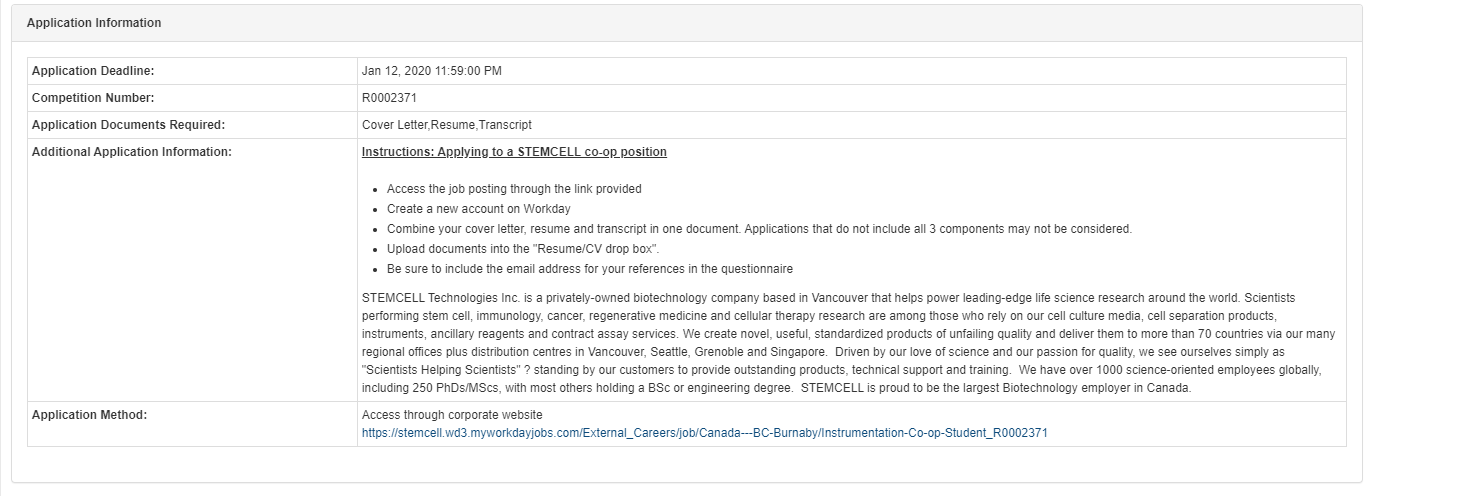 Application Information
Application Deadline: Jan 12, 2020 11:59:00 PM
Competition Number: R0002371
Application Documents Required: Cover Letter,Resume,Transcript
Additional Application Information: Instructions: Applying to a STEMCELL co-op position
• Access the job posting through the link provided
• Create a new account on Workday
• Combine your cover letter, resume and transcript in one document. Applications that do not include all 3 components may not be considered.
• Upload documents into the "Resume/CV drop box".
• Be sure to include the email address for your references in the questionnaire
STEMCELL Technologies Inc. is a privately-owned biotechnology company based in Vancouver that helps power leading-edge life science research around the world. Scientists
performing stem cell, immunology, cancer, regenerative medicine and cellular therapy research are among those who rely on our cell culture media, cell separation products,
instruments, ancillary reagents and contract assay services. We create novel, useful, standardized products of unfailing quality and deliver them to more than 70 countries via our many
regional offices plus distribution centres in Vancouver, Seattle, Grenoble and Singapore.  Driven by our love of science and our passion for quality, we see ourselves simply as
"Scientists Helping Scientists" ? standing by our customers to provide outstanding products, technical support and training.  We have over 1000 science-oriented employees globally,
including 250 PhDs/MScs, with most others holding a BSc or engineering degree.  STEMCELL is proud to be the largest Biotechnology employer in Canada.
Application Method: Access through corporate website
https://stemcell.wd3.myworkdayjobs.com/External_Careers/job/Canada---BC-Burnaby/Instrumentation-Co-op-Student_R0002371